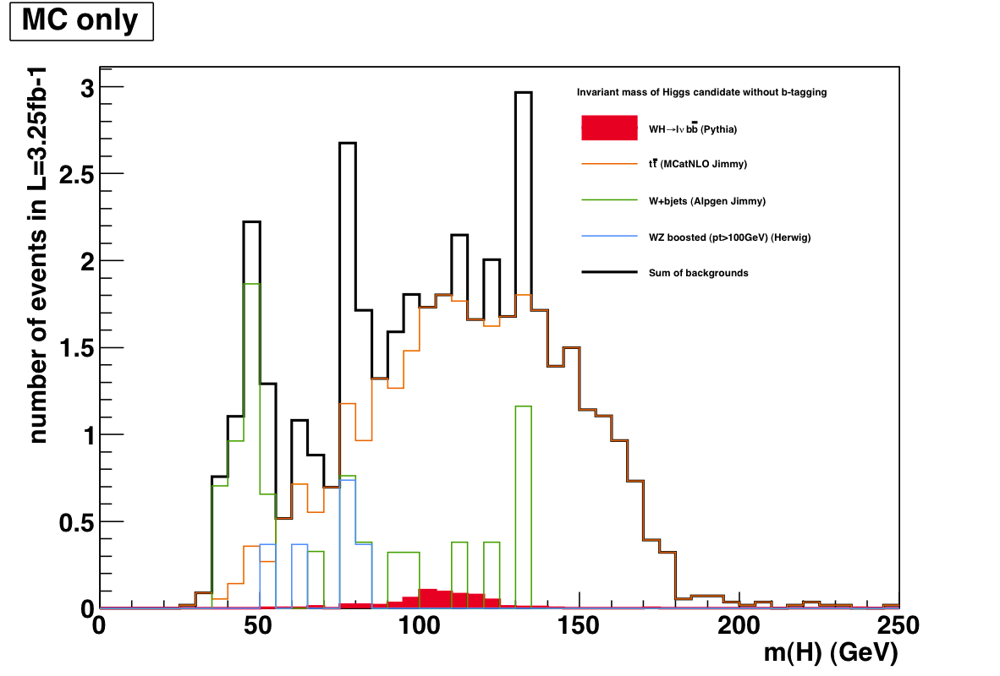 MC only
number of events in L=3.25fb-1
3
2.5
2
1.5
1
0.5
0
Invariant mass of Higgs candidate without b-tagging
WH→lν bb̅ (Pythia)
tt̅ (MCatNLO Jimmy)
W+bjets (Alpgen Jimmy)
WZ boosted (pt>100GeV) (Herwig)
Sum of backgrounds
0 50 100 150 200 250
m(H) (GeV)